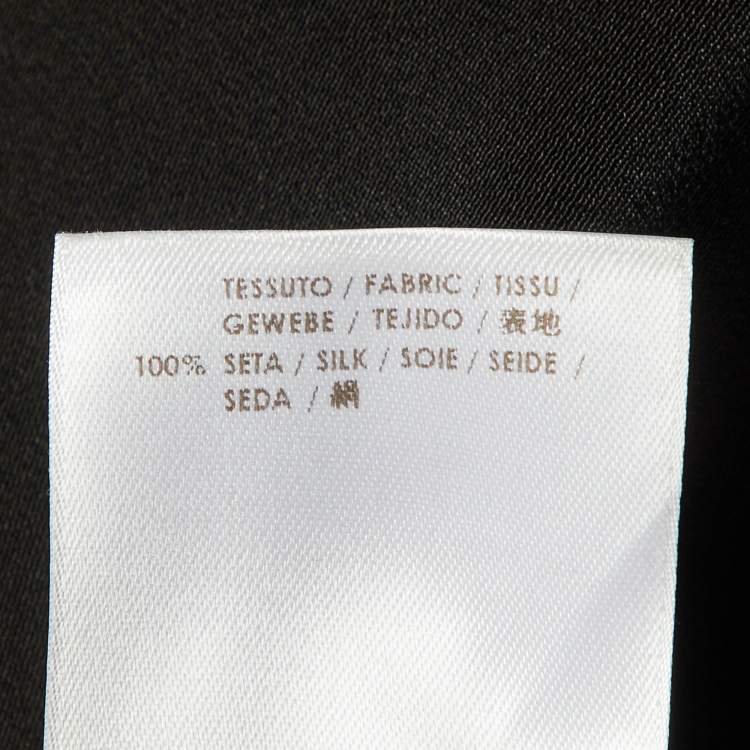 TESSUTO / FABRIC / TISSU /
GEWEBE / TEJIDO / 表地
100% SETA / SILK / SOIE / SEIDE /
SEDA / 絹